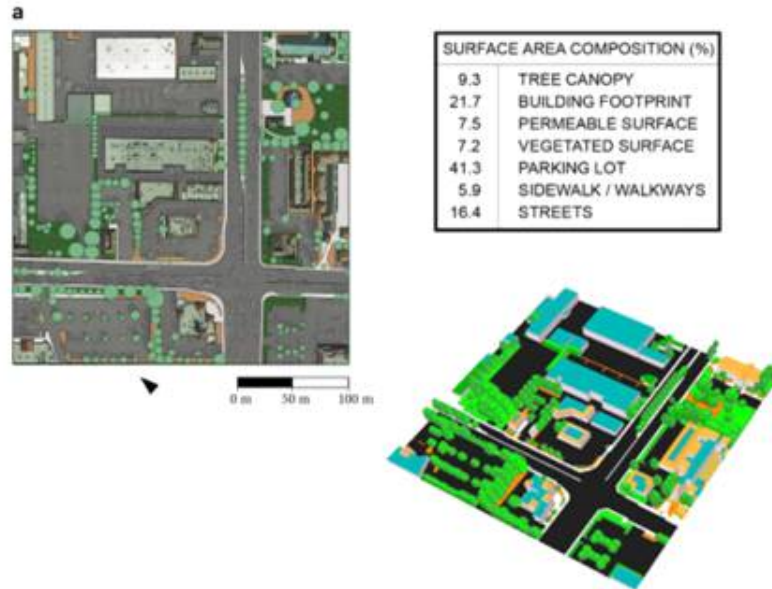 a
SURFACE AREA COMPOSITION (%)
9.3 TREE CANOPY
21.7 BUILDING FOOTPRINT
7.5 PERMEABLE SURFACE
7.2 VEGETATED SURFACE
41.3 PARKING LOT
5.9 SIDEWALK / WALKWAYS
16.4 STREETS
0 m 50 m 100 m